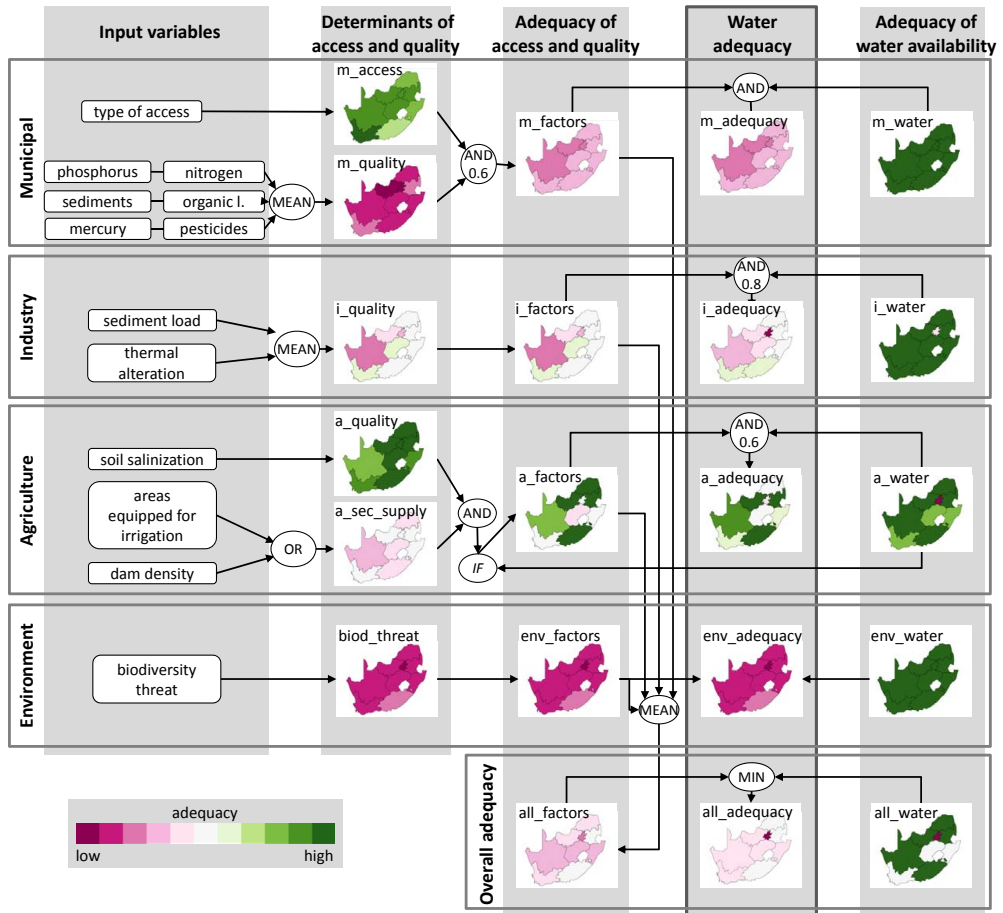 Input variables
Determinants of
access and quality
Adequacy of
access and quality
Water
adequacy
Adequacy of
water availability
Municipal
type of access
phosphorus
nitrogen
sediments
organic l.
mercury
pesticides
MEAN
m_access
m_quality
AND
0.6
m_factors
AND
m_adequacy
m_water
Industry
sediment load
thermal
alteration
MEAN
i_quality
i_factors
AND
0.8
i_adequacy
i_water
Agriculture
soil salinization
areas
equipped for
irrigation
dam density
OR
a_quality
a_sec_supply
AND
IF
a_factors
AND
0.6
a_adequacy
a_water
Environment
biodiversity
threat
biod_threat
env_factors
MEAN
env_adequacy
env_water
Overall adequacy
all_factors
MIN
all_adequacy
all_water
adequacy
low
high